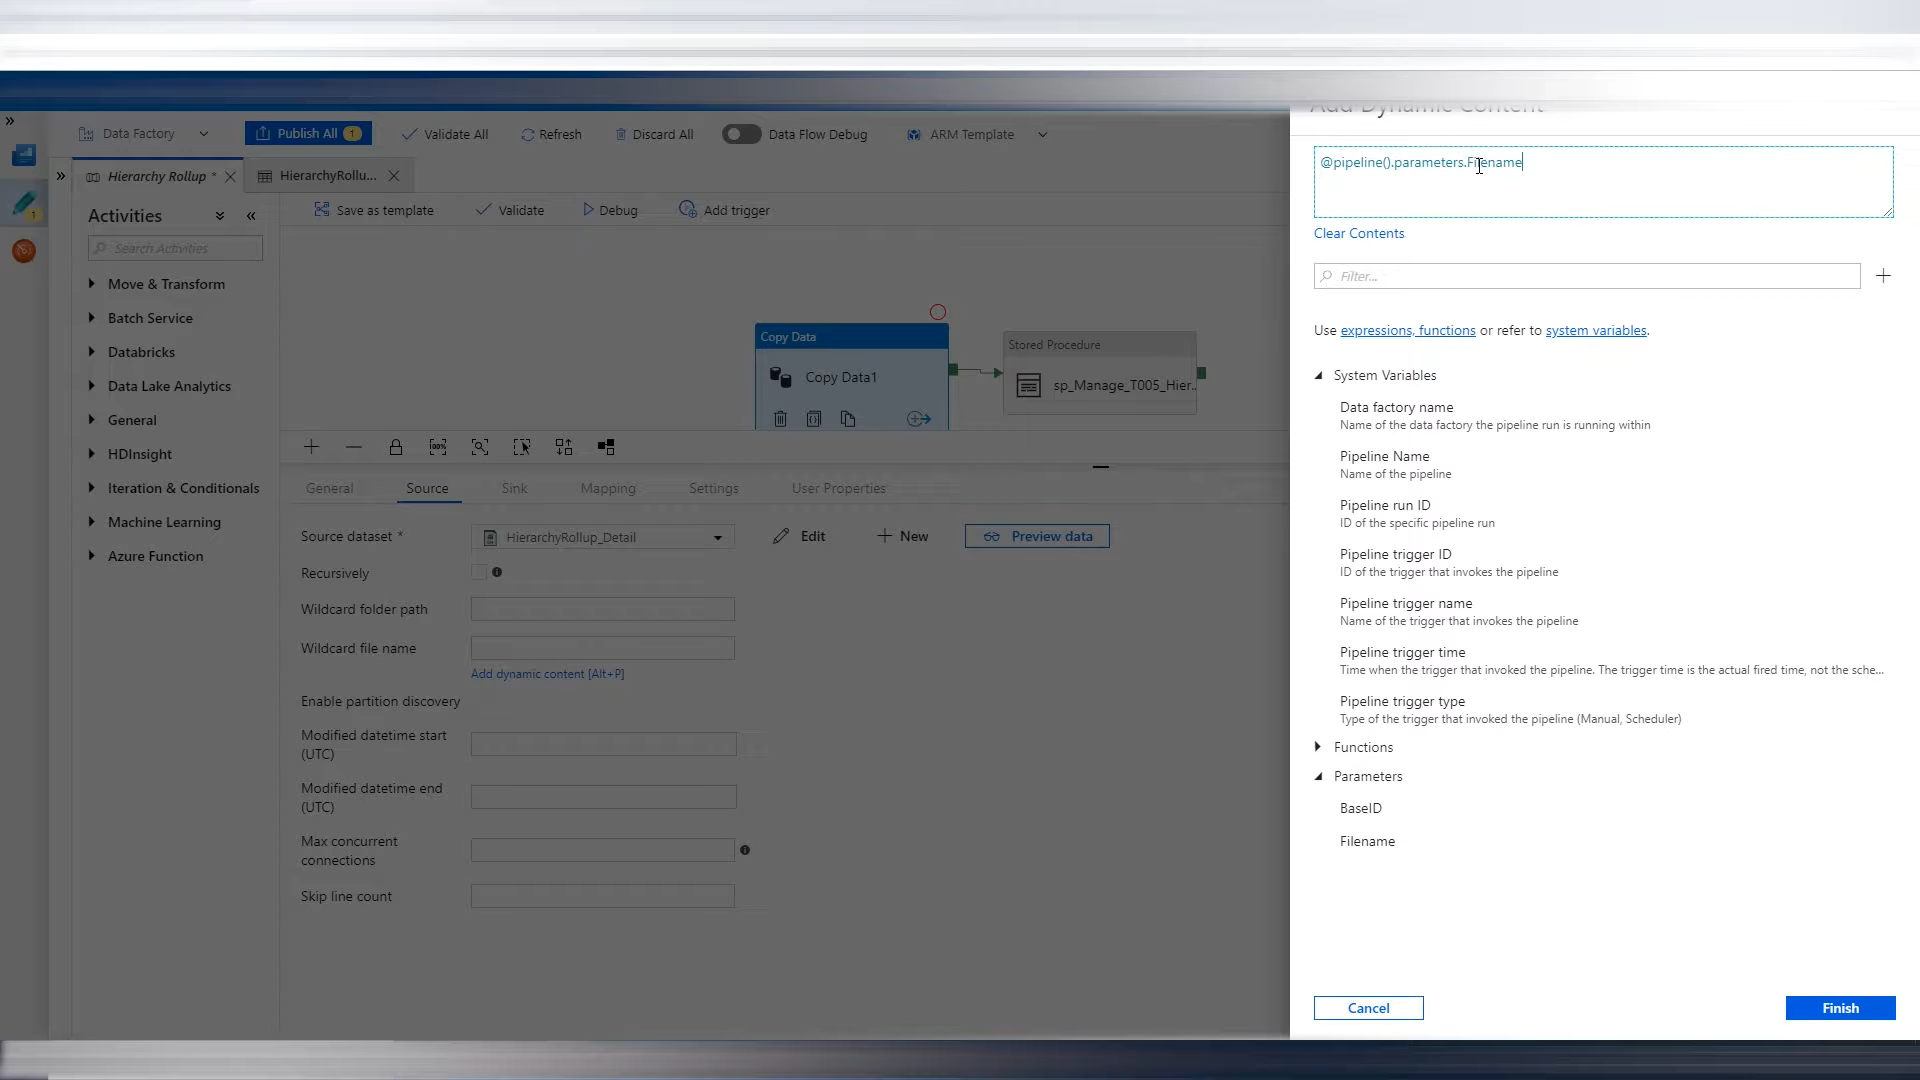 Add Dynamic Content
Data Factory
Publish All 1
Validate All
Refresh
Discard All
Data Flow Debug
ARM Template
Hierarchy Rollup *
HierarchyRollu...
Activities
Search Activities
Move & Transform
Batch Service
Databricks
Data Lake Analytics
General
HDInsight
Iteration & Conditionals
Machine Learning
Azure Function
Save as template
Validate
Debug
Add trigger
Copy Data
Copy Data1
Stored Procedure
sp_Manage_T005_Hier...
100%
General
Source
Sink
Mapping
Settings
User Properties
Source dataset *
HierarchyRollup_Detail
Edit
New
Preview data
Recursively
Wildcard folder path
Wildcard file name
Add dynamic content [Alt+P]
Enable partition discovery
Modified datetime start
(UTC)
Modified datetime end
(UTC)
Max concurrent
connections
Skip line count
@pipeline().parameters.Filename
Clear Contents
Filter...
Use expressions, functions or refer to system variables.
System Variables
Data factory name
Name of the data factory the pipeline run is running within
Pipeline Name
Name of the pipeline
Pipeline run ID
ID of the specific pipeline run
Pipeline trigger ID
ID of the trigger that invokes the pipeline
Pipeline trigger name
Name of the trigger that invokes the pipeline
Pipeline trigger time
Time when the trigger that invoked the pipeline. The trigger time is the actual fired time, not the sche...
Pipeline trigger type
Type of the trigger that invoked the pipeline (Manual, Scheduler)
Functions
Parameters
BaseID
Filename
Cancel
Finish